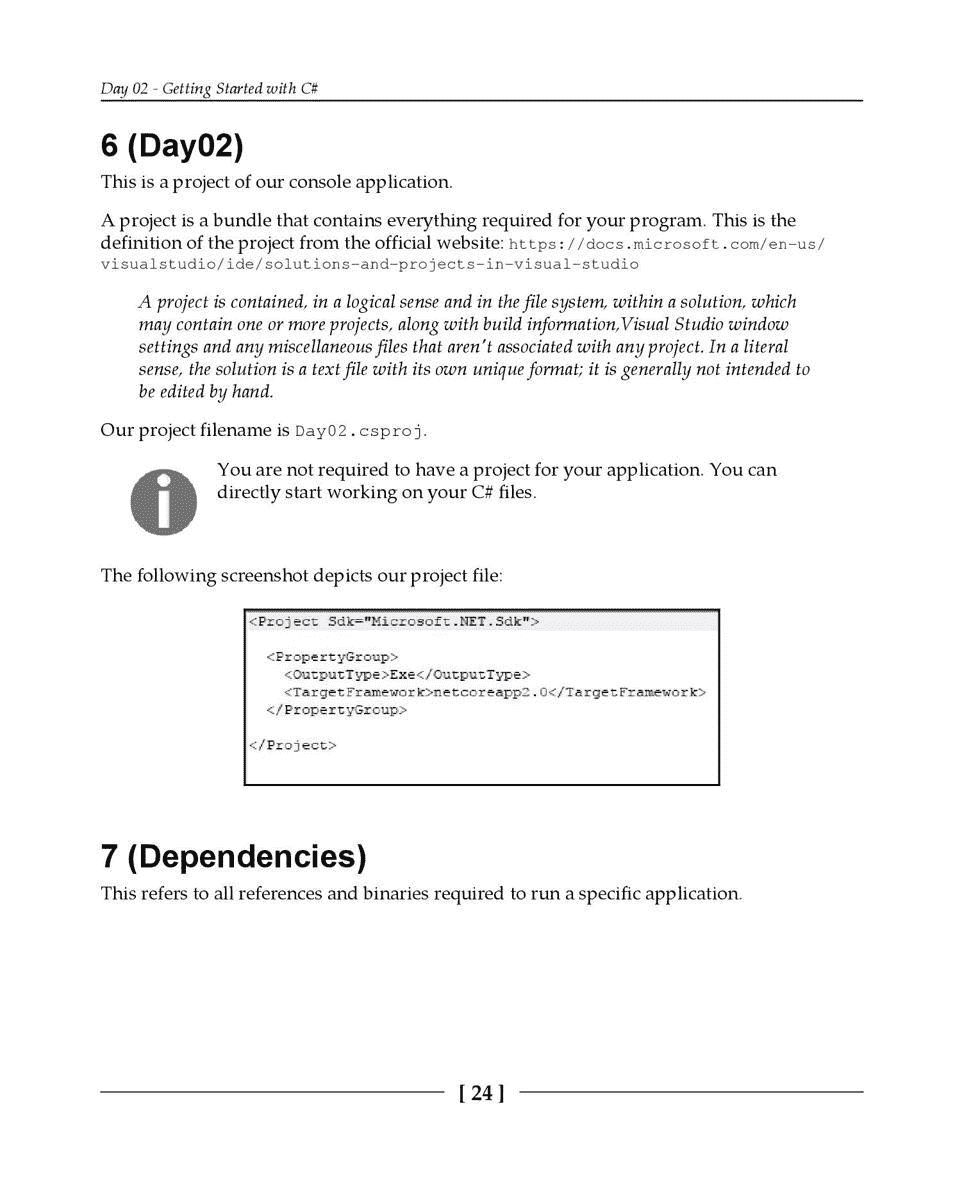 Day 02 - Getting Started with C#
6 (Day02)
This is a project of our console application.
A project is a bundle that contains everything required for your program. This is the
definition of the project from the official website: https://docs.microsoft.com/en-us/
visualstudio/ide/solutions-and-projects-in-visual-studio
A project is contained, in a logical sense and in the file system, within a solution, which
may contain one or more projects, along with build information,Visual Studio window
settings and any miscellaneous files that aren't associated with any project. In a literal
sense, the solution is a text file with its own unique format; it is generally not intended to
be edited by hand.
Our project filename is Day02.csproj.
You are not required to have a project for your application. You can
directly start working on your C# files.
The following screenshot depicts our project file:
<Project Sdk="Microsoft.NET.Sdk">
<PropertyGroup>
<OutputType>Exe</OutputType>
<TargetFramework>netcoreapp2.0</TargetFramework>
</PropertyGroup>
</Project>
7 (Dependencies)
This refers to all references and binaries required to run a specific application.
[ 24 ]